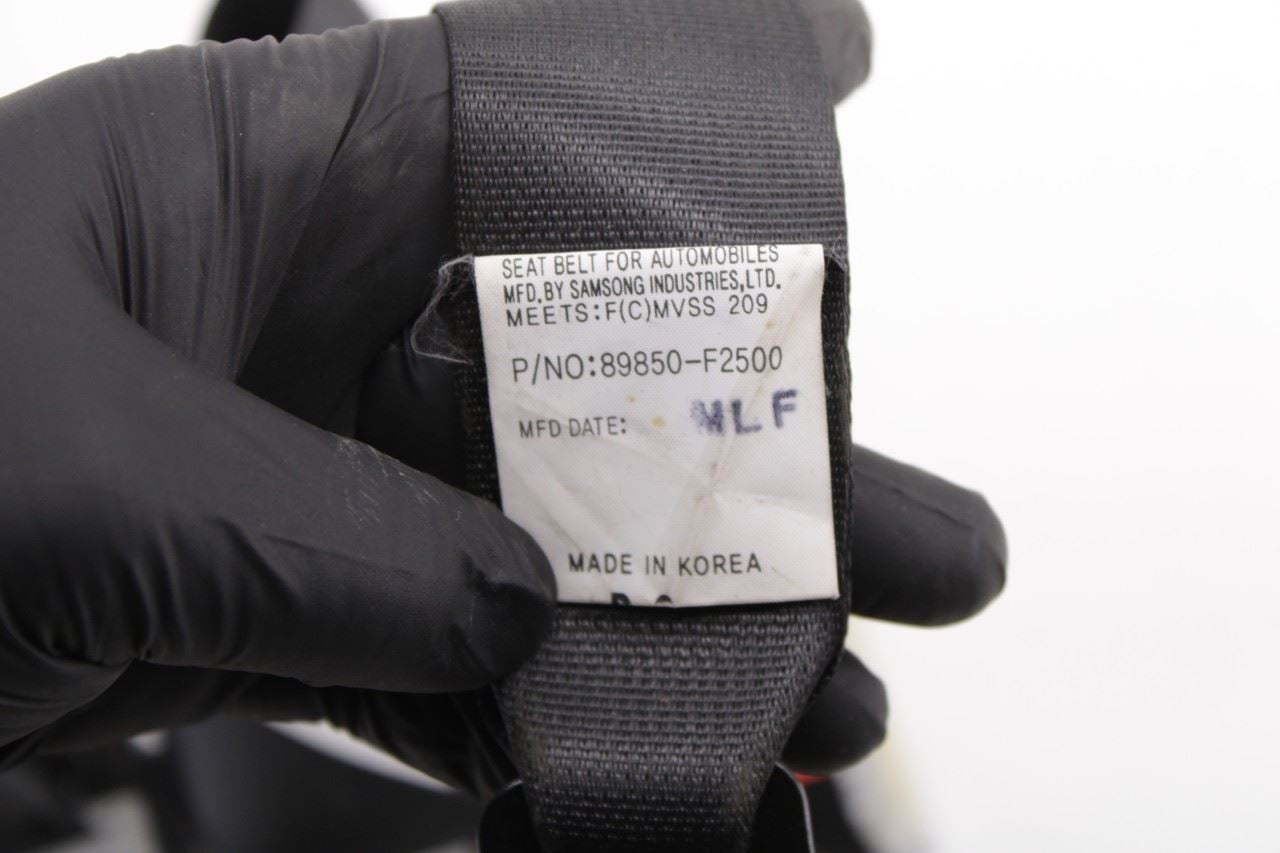 SEAT BELT FOR AUTOMOBILES
MFD.BY SAMSONG INDUSTRIES,LTD.
MEETS:F(C)MVSS 209
P/NO:89850-F2500
MFD DATE: MLF
MADE IN KOREA